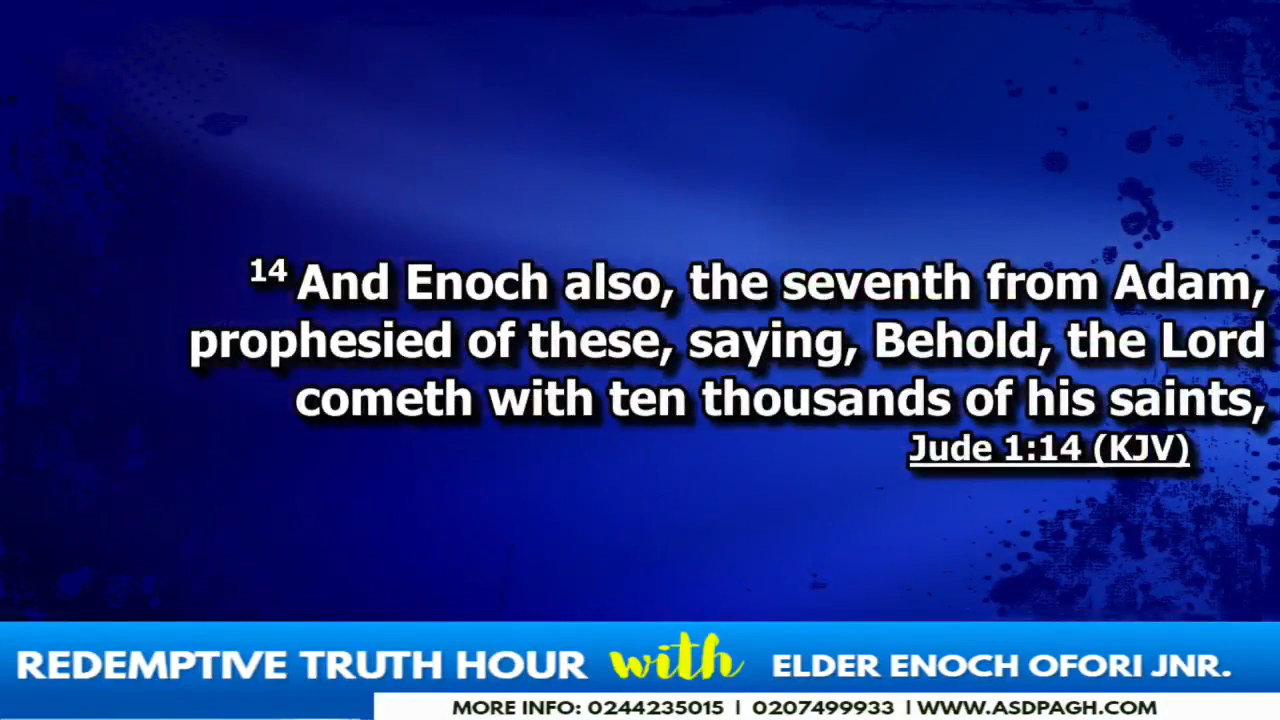 14 And Enoch also, the seventh from Adam,
prophesied of these, saying, Behold, the Lord
cometh with ten thousands of his saints,
Jude 1:14 (KJV)
REDEMPTIVE TRUTH HOUR with ELDER ENOCH OFORI JNR.
MORE INFO: 0244235015 | 0207499933 | WWW.ASDPAGH.COM